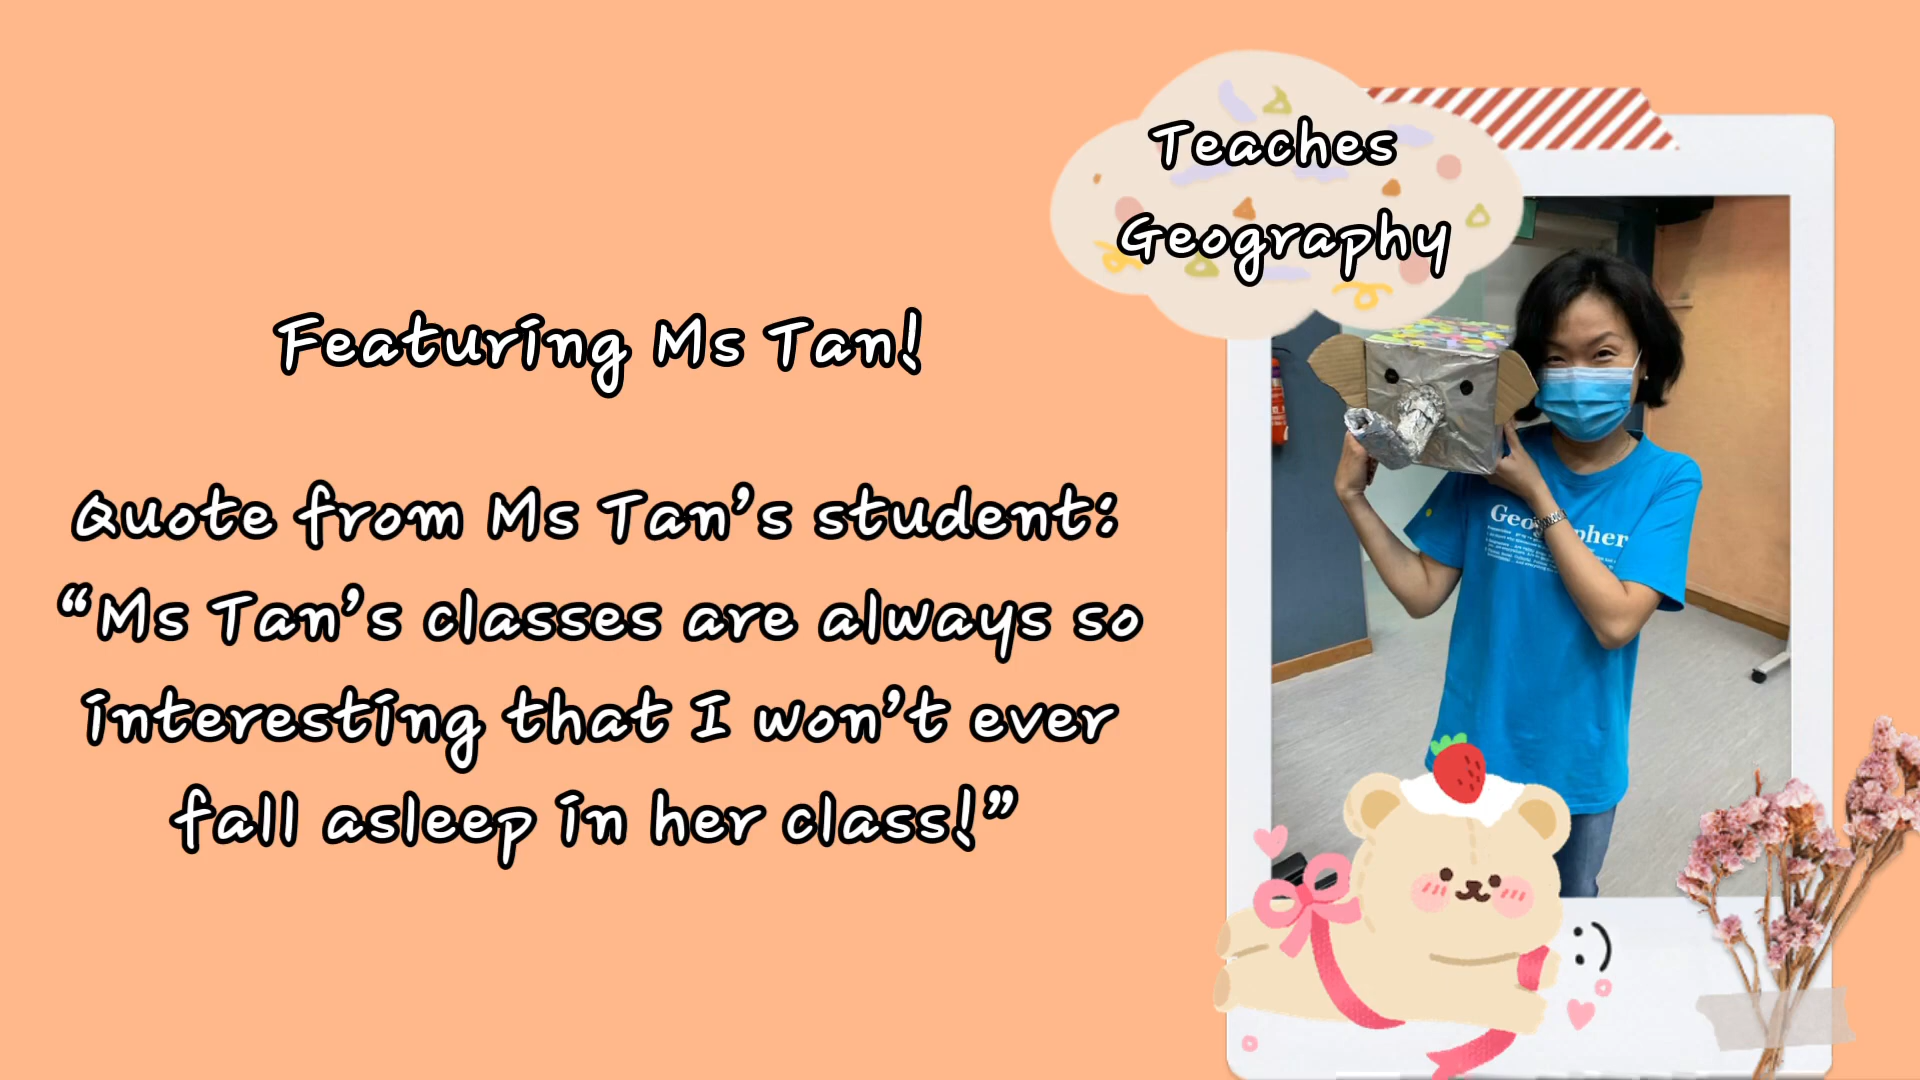 Teaches
Geography
Featuring Ms Tan!
Quote from Ms Tan's student:
“Ms Tan's classes are always so
interesting that I won't ever
fall asleep in her class!”